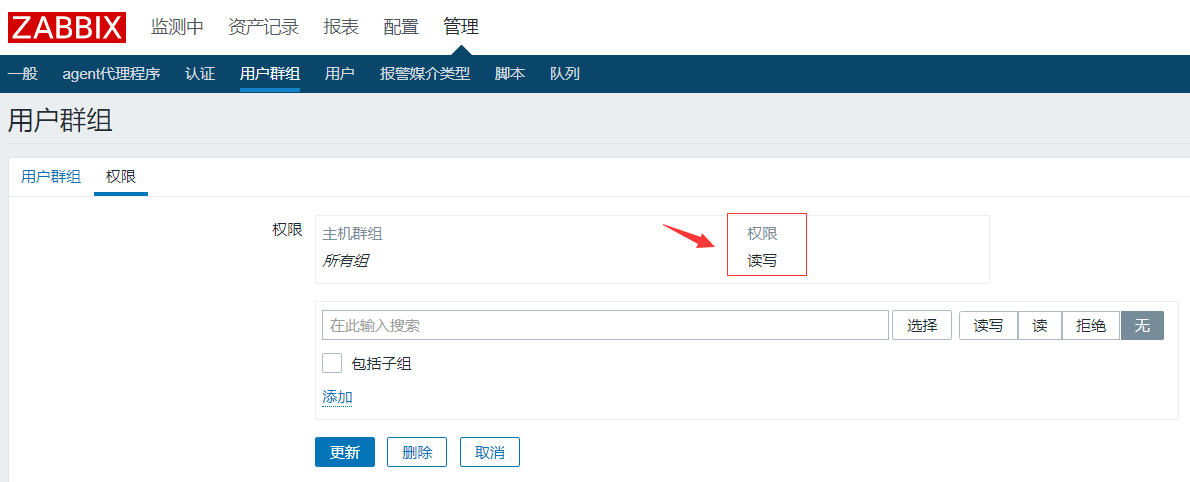 ZABBIX 监测中 资产记录 报表 配置 管理
一般 agent代理程序 认证 用户群组 用户 报警媒介类型 脚本 队列
用户群组
用户群组 权限
权限 主机群组 权限
所有组 读写
在此输入搜索 选择 读写 读 拒绝 无
包括子组
添加
更新 删除 取消